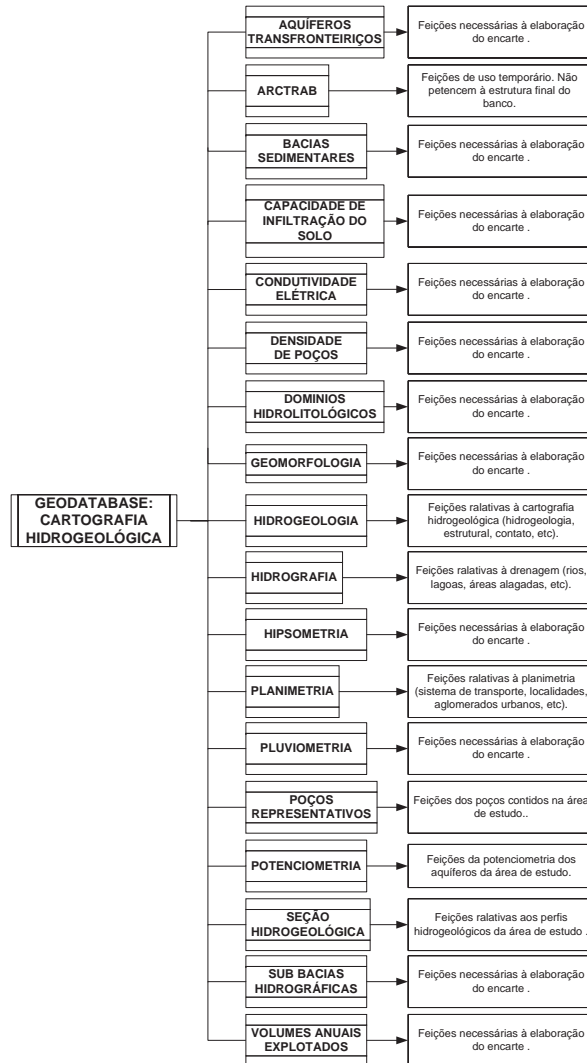 AQUÍFEROS
TRANSFRONTEIRIÇOS
Feições necessárias à elaboração
do encarte .
ARCTRAB
Feições de uso temporário. Não
petencem à estrutura final do
banco.
BACIAS
SEDIMENTARES
Feições necessárias à elaboração
do encarte .
CAPACIDADE DE
INFILTRAÇÃO DO
SOLO
Feições necessárias à elaboração
do encarte .
CONDUTIVIDADE
ELÉTRICA
Feições necessárias à elaboração
do encarte .
DENSIDADE
DE POÇOS
Feições necessárias à elaboração
do encarte .
DOMINIOS
HIDROLITOLÓGICOS
Feições necessárias à elaboração
do encarte .
GEOMORFOLOGIA
Feições necessárias à elaboração
do encarte .
GEODATABASE:
CARTOGRAFIA
HIDROGEOLÓGICA
HIDROGEOLOGIA
Feições ralativas à cartografia
hidrogeológica (hidrogeologia,
estrutural, contato, etc).
HIDROGRAFIA
Feições ralativas à drenagem (rios,
lagoas, áreas alagadas, etc).
HIPSOMETRIA
Feições necessárias à elaboração
do encarte .
PLANIMETRIA
Feições ralativas à planimetria
(sistema de transporte, localidades,
aglomerados urbanos, etc).
PLUVIOMETRIA
Feições necessárias à elaboração
do encarte .
POÇOS
REPRESENTATIVOS
Feições dos poços contidos na área
de estudo..
POTENCIOMETRIA
Feições da potenciometria dos
aquíferos da área de estudo.
SEÇÃO
HIDROGEOLÓGICA
Feições ralativas aos perfis
hidrogeológicos da área de estudo .
SUB BACIAS
HIDROGRÁFICAS
Feições necessárias à elaboração
do encarte .
VOLUMES ANUAIS
EXPLOTADOS
Feições necessárias à elaboração
do encarte .